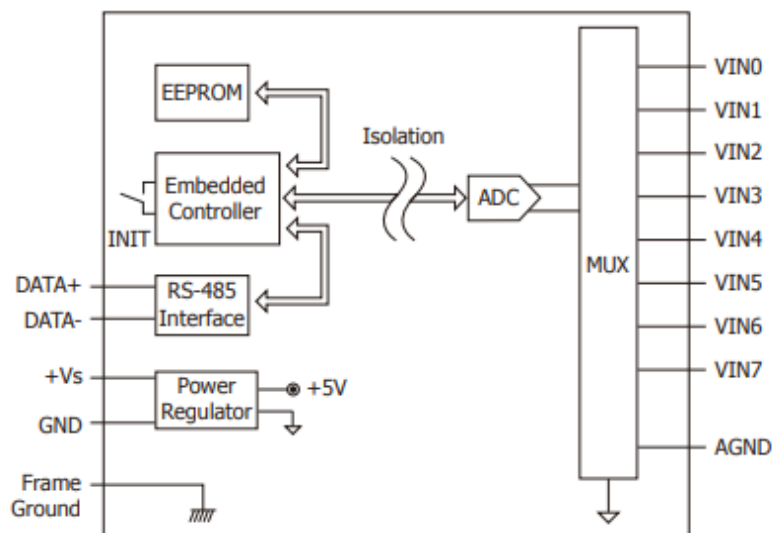 EEPROM
Isolation
Embedded
Controller
INIT
ADC
MUX
DATA+
DATA-
RS-485
Interface
+Vs
GND
Power
Regulator
+5V
Frame
Ground
VIN0
VIN1
VIN2
VIN3
VIN4
VIN5
VIN6
VIN7
AGND